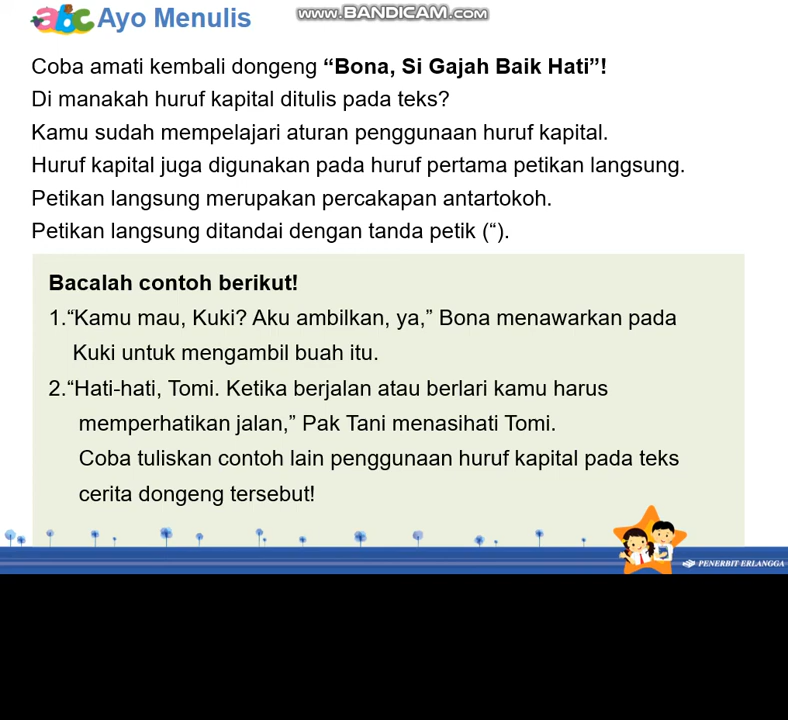 www.BANDICAM.com
abc Ayo Menulis
Coba amati kembali dongeng “Bona, Si Gajah Baik Hati”!
Di manakah huruf kapital ditulis pada teks?
Kamu sudah mempelajari aturan penggunaan huruf kapital.
Huruf kapital juga digunakan pada huruf pertama petikan langsung.
Petikan langsung merupakan percakapan antartokoh.
Petikan langsung ditandai dengan tanda petik (“).
Bacalah contoh berikut!
1.“Kamu mau, Kuki? Aku ambilkan, ya,” Bona menawarkan pada
Kuki untuk mengambil buah itu.
2.“Hati-hati, Tomi. Ketika berjalan atau berlari kamu harus
memperhatikan jalan,” Pak Tani menasihati Tomi.
Coba tuliskan contoh lain penggunaan huruf kapital pada teks
cerita dongeng tersebut!
PENERBIT ERLANGGA